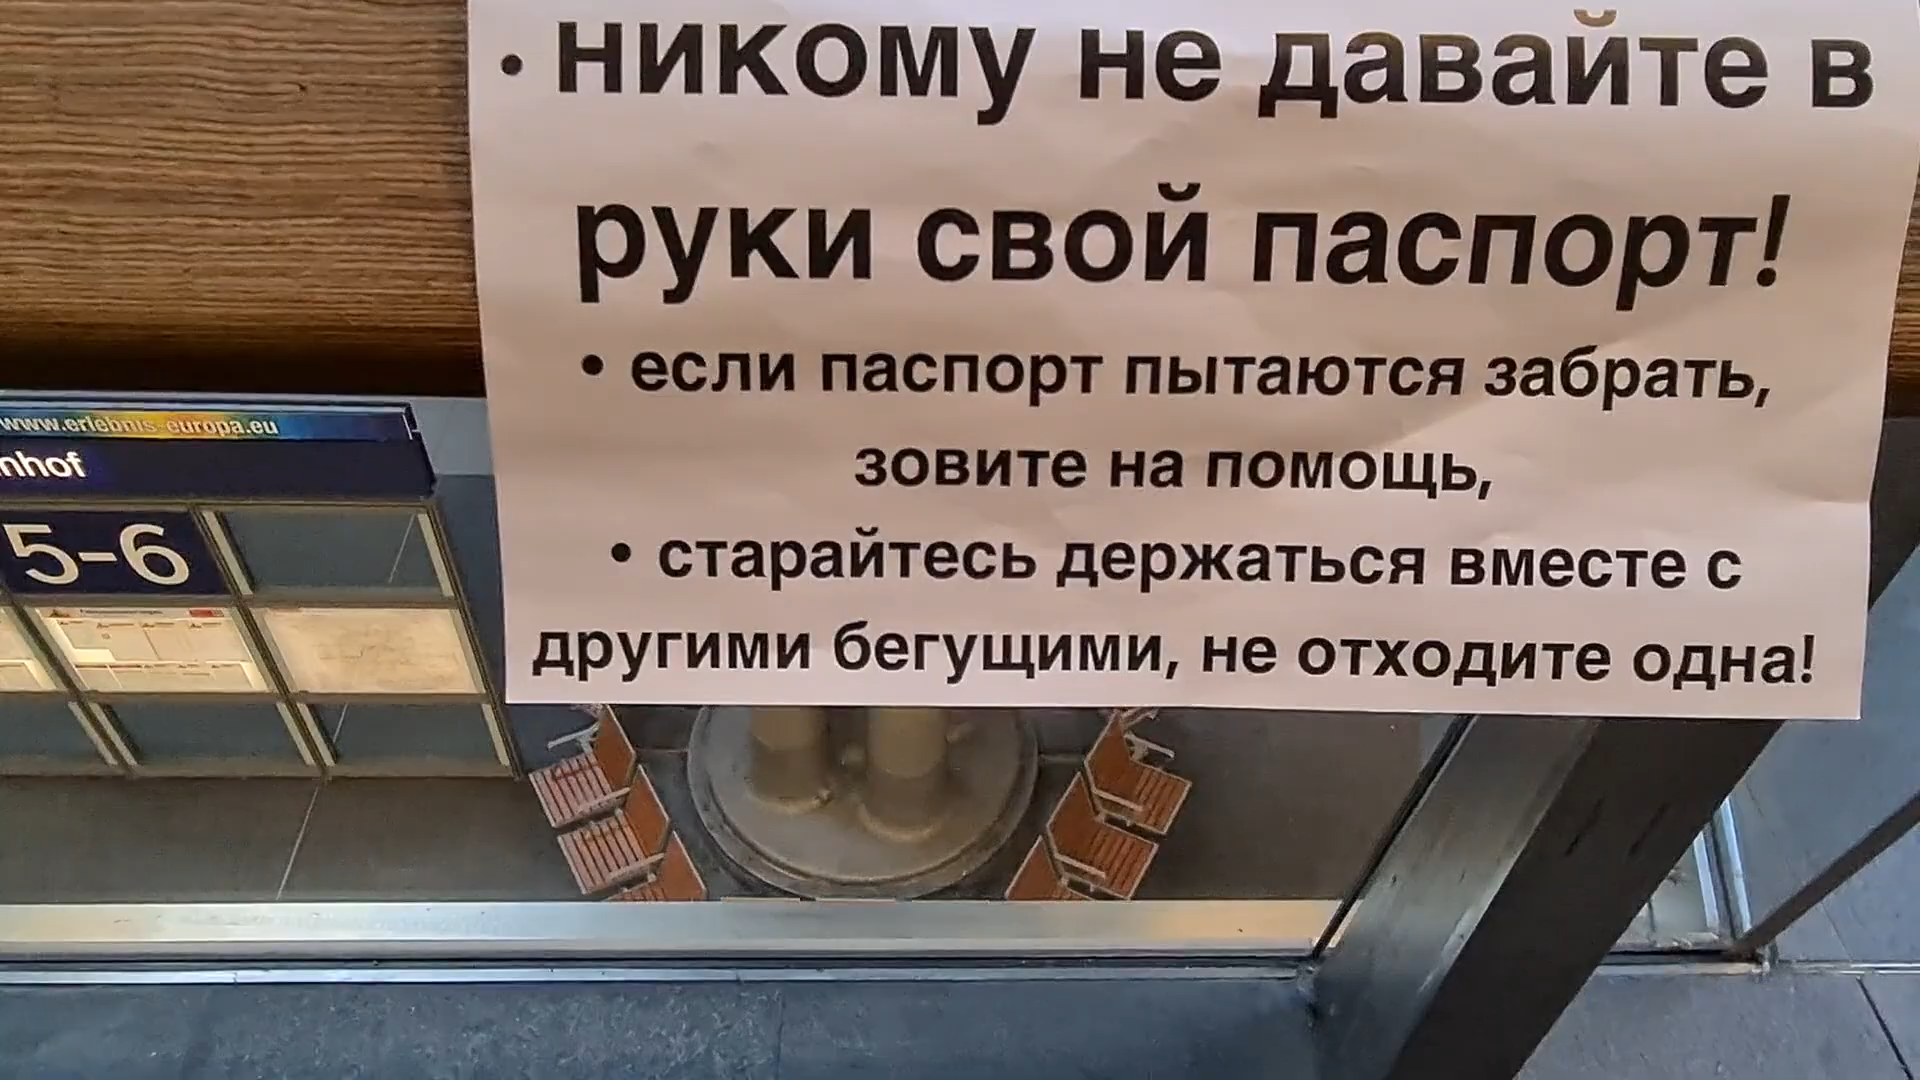 • никому не давайте в
руки свой паспорт!
• если паспорт пытаются забрать,
зовите на помощь,
• старайтесь держаться вместе с
другими бегущими, не отходите одна!
www.erlebnis-europa.eu
nhof
5-6